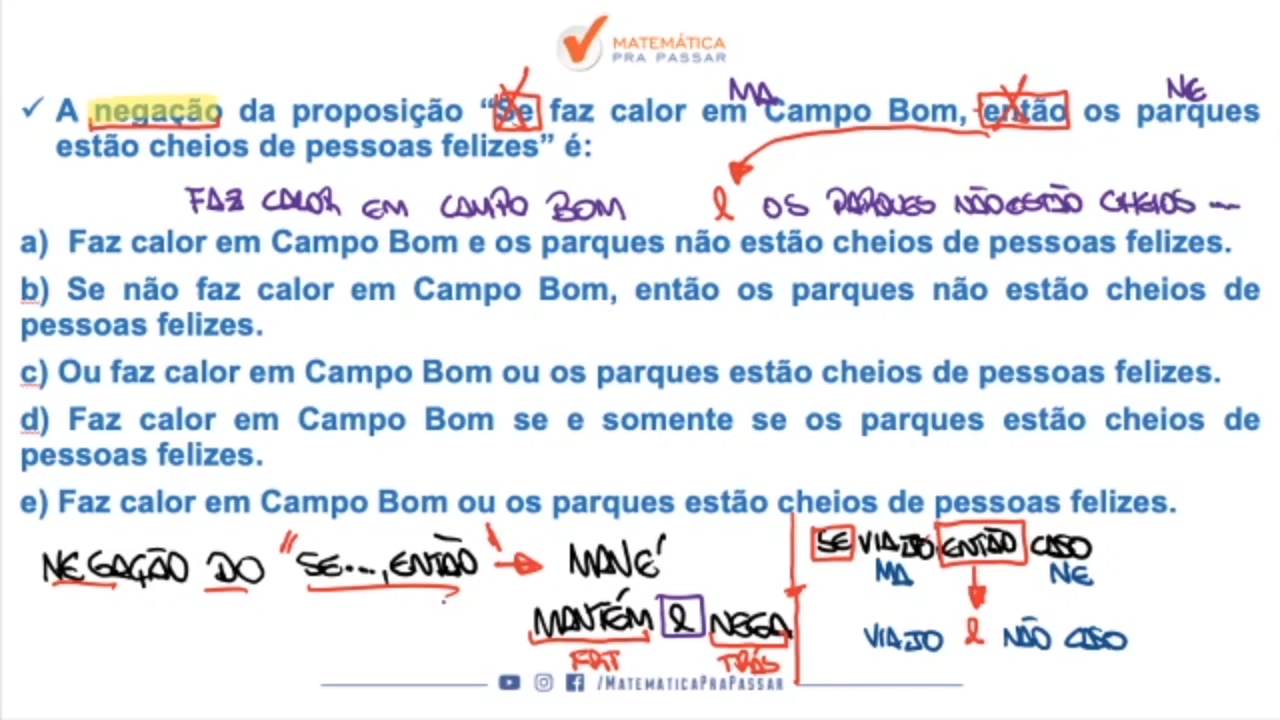 MATEMÁTICA
PRA PASSAR
MA NE
✓ A negação da proposição “Se faz calor em Campo Bom, então os parques
estão cheios de pessoas felizes” é:
FAZ CALOR EM CAMPO BOM e OS PARQUES NÃO ESTÃO CHEIOS ...
a) Faz calor em Campo Bom e os parques não estão cheios de pessoas felizes.
b) Se não faz calor em Campo Bom, então os parques não estão cheios de
pessoas felizes.
c) Ou faz calor em Campo Bom ou os parques estão cheios de pessoas felizes.
d) Faz calor em Campo Bom se e somente se os parques estão cheios de
pessoas felizes.
e) Faz calor em Campo Bom ou os parques estão cheios de pessoas felizes.
NEGAÇÃO DO "SE..., ENTÃO" → MANÉ
MANTÉM e NEGA
FRT TRÁS
SE VIAJO ENTÃO CASO
MA NE
VIAJO e NÃO CASO
/MATEMATICAPRAPASSAR